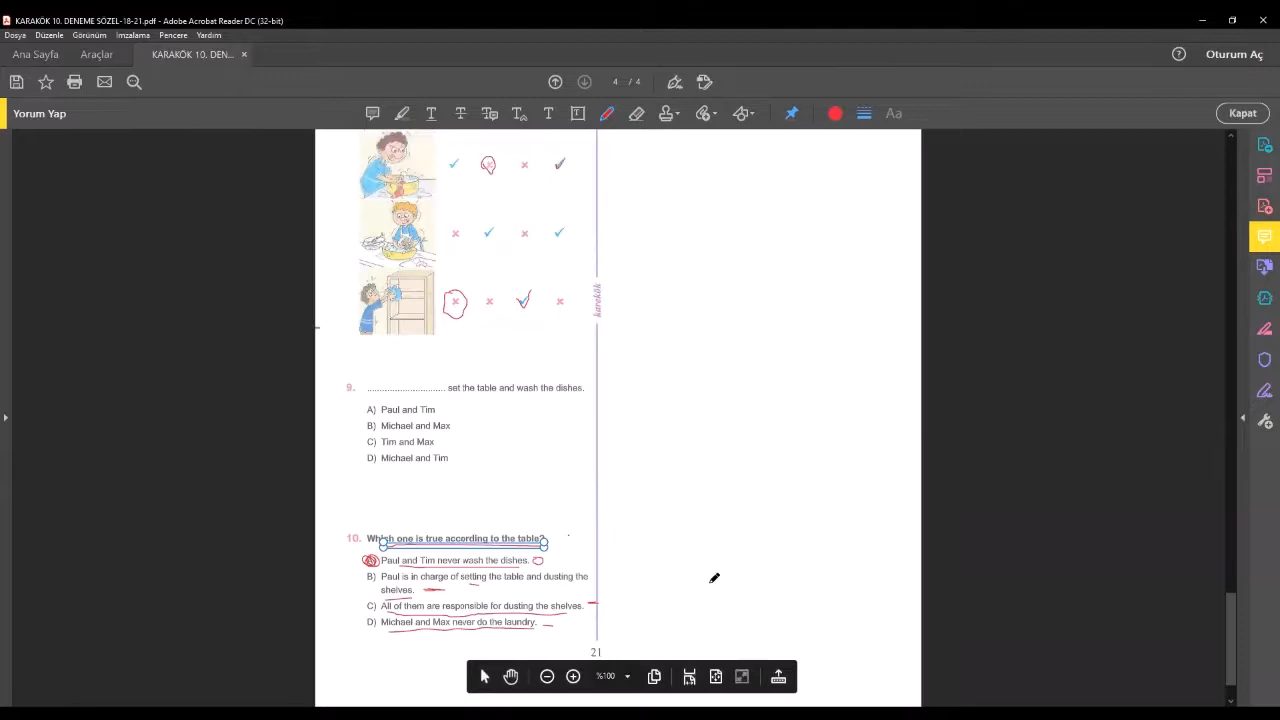 KARAKÖK 10. DENEME SÖZEL-18-21.pdf - Adobe Acrobat Reader DC (32-bit)
Dosya Düzenle Görünüm İmzalama Pencere Yardım
Ana Sayfa Araçlar KARAKÖK 10. DEN... × Oturum Aç
4 / 4
Yorum Yap Aa Kapat
karekök
9. .............................. set the table and wash the dishes.
A) Paul and Tim
B) Michael and Max
C) Tim and Max
D) Michael and Tim
10. Which one is true according to the table?
A) Paul and Tim never wash the dishes.
B) Paul is in charge of setting the table and dusting the
shelves.
C) All of them are responsible for dusting the shelves.
D) Michael and Max never do the laundry.
21
%100